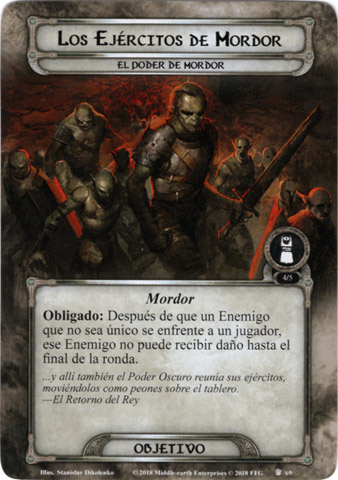 Los Ejércitos de Mordor
El poder de Mordor
4/5
Mordor
Obligado: Después de que un Enemigo
que no sea único se enfrente a un jugador,
ese Enemigo no puede recibir daño hasta el
final de la ronda.
...y allí también el Poder Oscuro reunía sus ejércitos,
moviéndolos como peones sobre el tablero.
—El Retorno del Rey
Objetivo
Illus. Stanislav Dikolenko
©2018 Middle-earth Enterprises ©2018 FFG